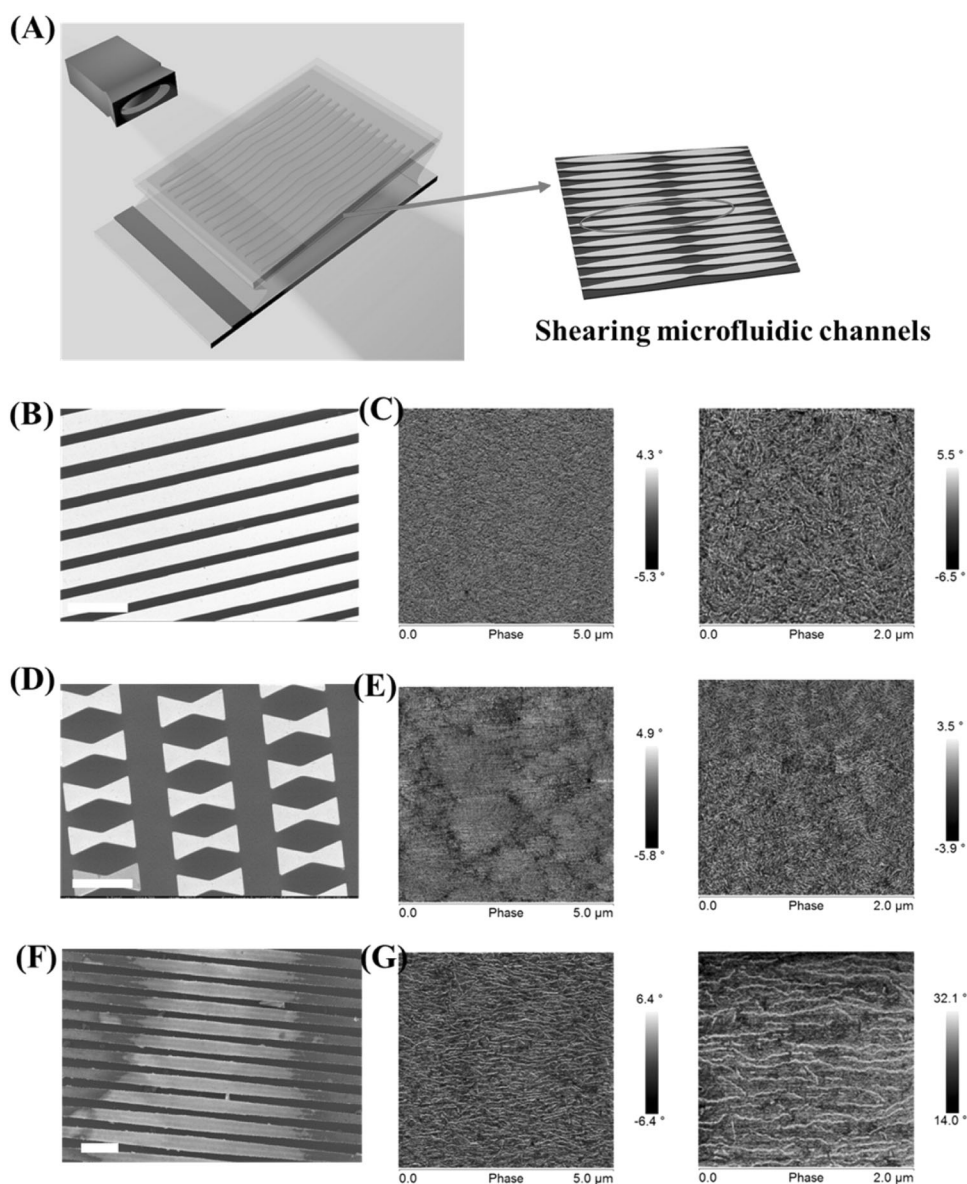 (A)
Shearing microfluidic channels
(B)
(C)
4.3 °
-5.3 °
0.0 Phase 5.0 µm
5.5 °
-6.5 °
0.0 Phase 2.0 µm
(D)
(E)
4.9 °
-5.8 °
0.0 Phase 5.0 µm
3.5 °
-3.9 °
0.0 Phase 2.0 µm
(F)
(G)
6.4 °
-6.4 °
0.0 Phase 5.0 µm
32.1 °
14.0 °
0.0 Phase 2.0 µm